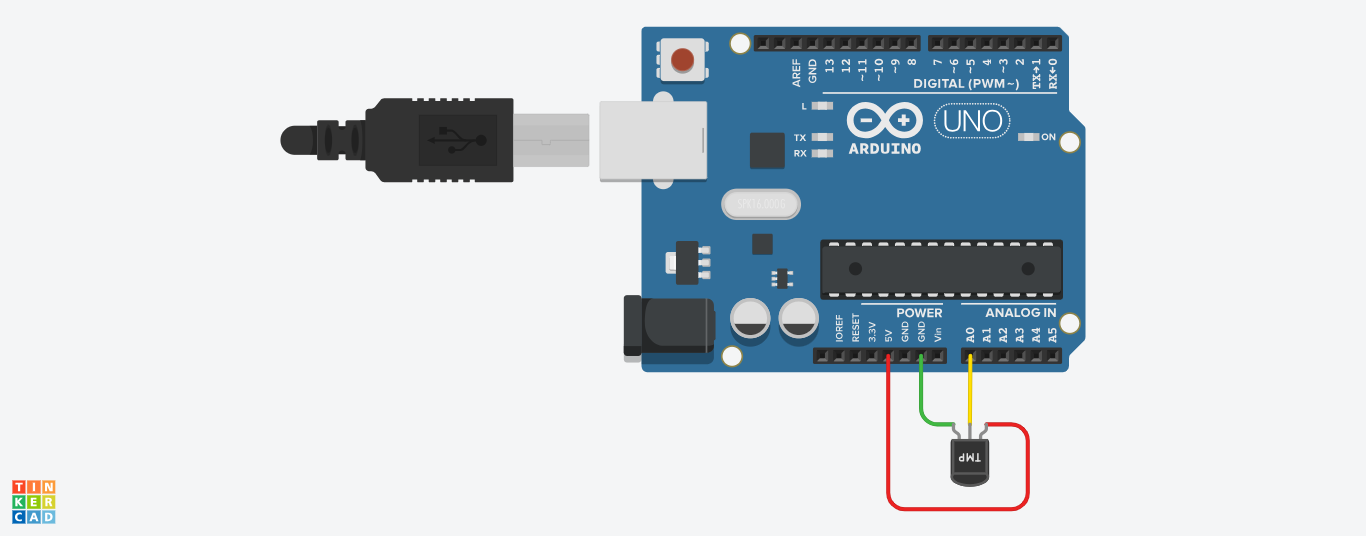 AREF
GND
13
12
~11
~10
~9
8
7
~6
~5
4
~3
2
TX→1
RX←0
DIGITAL (PWM~)
L
TX
RX
ARDUINO
UNO
ON
POWER
ANALOG IN
IOREF
RESET
3.3V
5V
GND
GND
Vin
A0
A1
A2
A3
A4
A5
TMP
TIN
KER
CAD